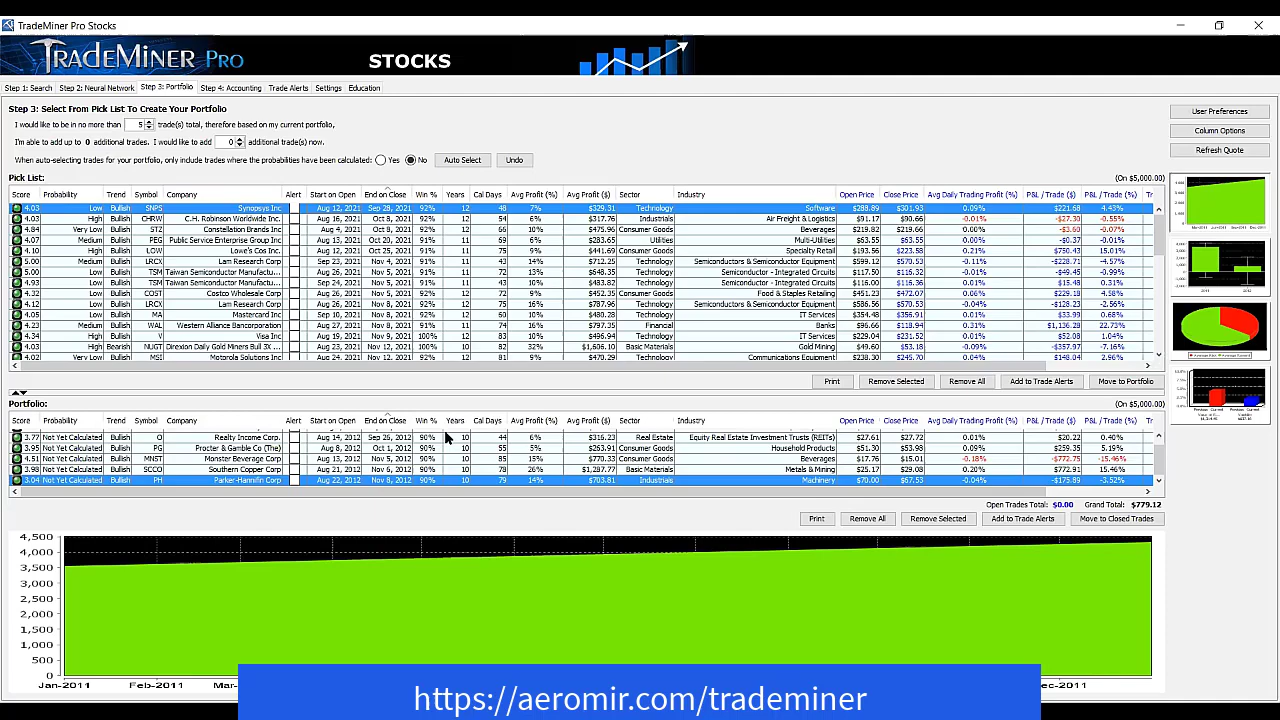 TradeMiner Pro Stocks
TRADEMINER PRO
STOCKS
Step 1: Search Step 2: Neural Network Step 3: Portfolio Step 4: Accounting Trade Alerts Settings Education
Step 3: Select From Pick List To Create Your Portfolio
User Preferences
I would like to be in no more than 5 trade(s) total, therefore based on my current portfolio,
Column Options
I'm able to add up to 0 additional trades. I would like to add 0 additional trade(s) now.
Refresh Quote
When auto-selecting trades for your portfolio, only include trades where the probabilities have been calculated: Yes No Auto Select Undo
Pick List: (On $5,000.00)
Score Probability Trend Symbol Company Alert Start on Open End on Close Win % Years Cal Days Avg Profit (%) Avg Profit ($) Sector Industry Open Price Close Price Avg Daily Trading Profit (%) P&L / Trade ($) P&L / Trade (%) Tr
4.03 Low Bullish SNPS Synopsys Inc Aug 12, 2021 Sep 28, 2021 92% 12 48 7% $329.31 Technology Software $288.89 $301.93 0.09% $221.68 4.43%
4.03 High Bullish CHRW C.H. Robinson Worldwide Inc. Aug 16, 2021 Oct 8, 2021 92% 12 54 6% $317.76 Industrials Air Freight & Logistics $91.17 $90.66 -0.01% -$27.30 -0.55%
4.84 Very Low Bullish STZ Constellation Brands Inc Aug 4, 2021 Oct 8, 2021 92% 12 66 10% $475.96 Consumer Goods Beverages $219.82 $219.66 0.00% -$3.60 -0.07%
4.07 Medium Bullish PEG Public Service Enterprise Group Inc Aug 13, 2021 Oct 20, 2021 91% 11 69 6% $283.65 Utilities Multi-Utilities $63.55 $63.55 0.00% -$0.37 -0.01%
4.10 High Bullish LOW Lowe's Cos Inc. Aug 12, 2021 Oct 25, 2021 91% 11 75 9% $441.69 Consumer Goods Specialty Retail $193.56 $223.58 0.21% $750.43 15.01%
5.00 Medium Bullish LRCX Lam Research Corp Sep 23, 2021 Nov 4, 2021 91% 11 43 14% $712.25 Technology Semiconductors & Semiconductor Equipment $599.12 $570.53 -0.11% -$228.71 -4.57%
5.00 Low Bullish TSM Taiwan Semiconductor Manufactu... Aug 26, 2021 Nov 5, 2021 91% 11 72 13% $648.35 Technology Semiconductor - Integrated Circuits $117.50 $116.32 -0.01% -$49.45 -0.99%
4.93 Low Bullish TSM Taiwan Semiconductor Manufactu... Sep 24, 2021 Nov 5, 2021 91% 11 43 10% $483.82 Technology Semiconductor - Integrated Circuits $116.00 $116.36 0.01% $15.48 0.31%
4.32 Low Bullish COST Costco Wholesale Corp Aug 26, 2021 Nov 5, 2021 92% 12 72 9% $452.35 Consumer Goods Food & Staples Retailing $451.23 $472.07 0.06% $229.18 4.58%
4.12 Low Bullish LRCX Lam Research Corp Aug 26, 2021 Nov 8, 2021 92% 12 75 16% $787.96 Technology Semiconductors & Semiconductor Equipment $585.90 $570.88 -0.03% -$128.23 -2.56%
4.05 Low Bullish MA Mastercard Inc Sep 10, 2021 Nov 8, 2021 92% 12 60 10% $480.28 Technology IT Services $354.48 $356.91 0.01% $33.99 0.68%
4.23 Medium Bullish WAL Western Alliance Bancorporation Aug 27, 2021 Nov 8, 2021 91% 11 74 16% $797.35 Financial Banks $96.66 $118.94 0.31% $1,136.28 22.73%
4.34 High Bullish V Visa Inc Aug 19, 2021 Nov 9, 2021 100% 12 83 10% $496.94 Technology IT Services $229.04 $231.52 0.01% $52.08 1.04%
4.03 High Bearish NUGT Direxion Daily Gold Miners Bull 3X ... Aug 23, 2021 Nov 12, 2021 100% 10 82 32% $1,606.10 Basic Materials Gold Mining $49.60 $53.18 -0.09% -$357.97 -7.16%
4.02 Very Low Bullish MSI Motorola Solutions Inc Aug 24, 2021 Nov 12, 2021 92% 12 81 9% $470.29 Technology Communications Equipment $238.30 $245.70 0.04% $148.04 2.96%
Print Remove Selected Remove All Add to Trade Alerts Move to Portfolio
Portfolio: (On $5,000.00)
Score Probability Trend Symbol Company Alert Start on Open End on Close Win % Years Cal Days Avg Profit (%) Avg Profit ($) Sector Industry Open Price Close Price Avg Daily Trading Profit (%) P&L / Trade ($) P&L / Trade (%) Tr
3.77 Not Yet Calculated Bullish O Realty Income Corp. Aug 14, 2012 Sep 26, 2012 90% 10 44 6% $316.23 Real Estate Equity Real Estate Investment Trusts (REITs) $27.61 $27.72 0.01% $20.22 0.40%
3.95 Not Yet Calculated Bullish PG Procter & Gamble Co (The) Aug 8, 2012 Oct 1, 2012 90% 10 55 5% $263.91 Consumer Goods Household Products $51.30 $53.98 0.09% $259.35 5.19%
4.51 Not Yet Calculated Bullish MNST Monster Beverage Corp Aug 13, 2012 Nov 5, 2012 90% 10 85 15% $770.33 Consumer Goods Beverages $17.76 $15.01 -0.18% -$772.75 -15.46%
3.98 Not Yet Calculated Bullish SCCO Southern Copper Corp Aug 21, 2012 Nov 6, 2012 90% 10 78 26% $1,287.77 Basic Materials Metals & Mining $25.17 $29.08 0.20% $772.91 15.46%
3.04 Not Yet Calculated Bullish PH Parker-Hannifin Corp Aug 22, 2012 Nov 8, 2012 90% 10 79 14% $703.81 Industrials Machinery $70.00 $67.53 -0.04% -$175.89 -3.52%
Open Trades Total: $0.00 Grand Total: $779.12
Print Remove All Remove Selected Add to Trade Alerts Move to Closed Trades
4,500
4,000
3,500
3,000
2,500
2,000
1,500
1,000
500
0
Jan-2011 Feb-2011 Mar-
ec-2011
https://aeromir.com/trademiner